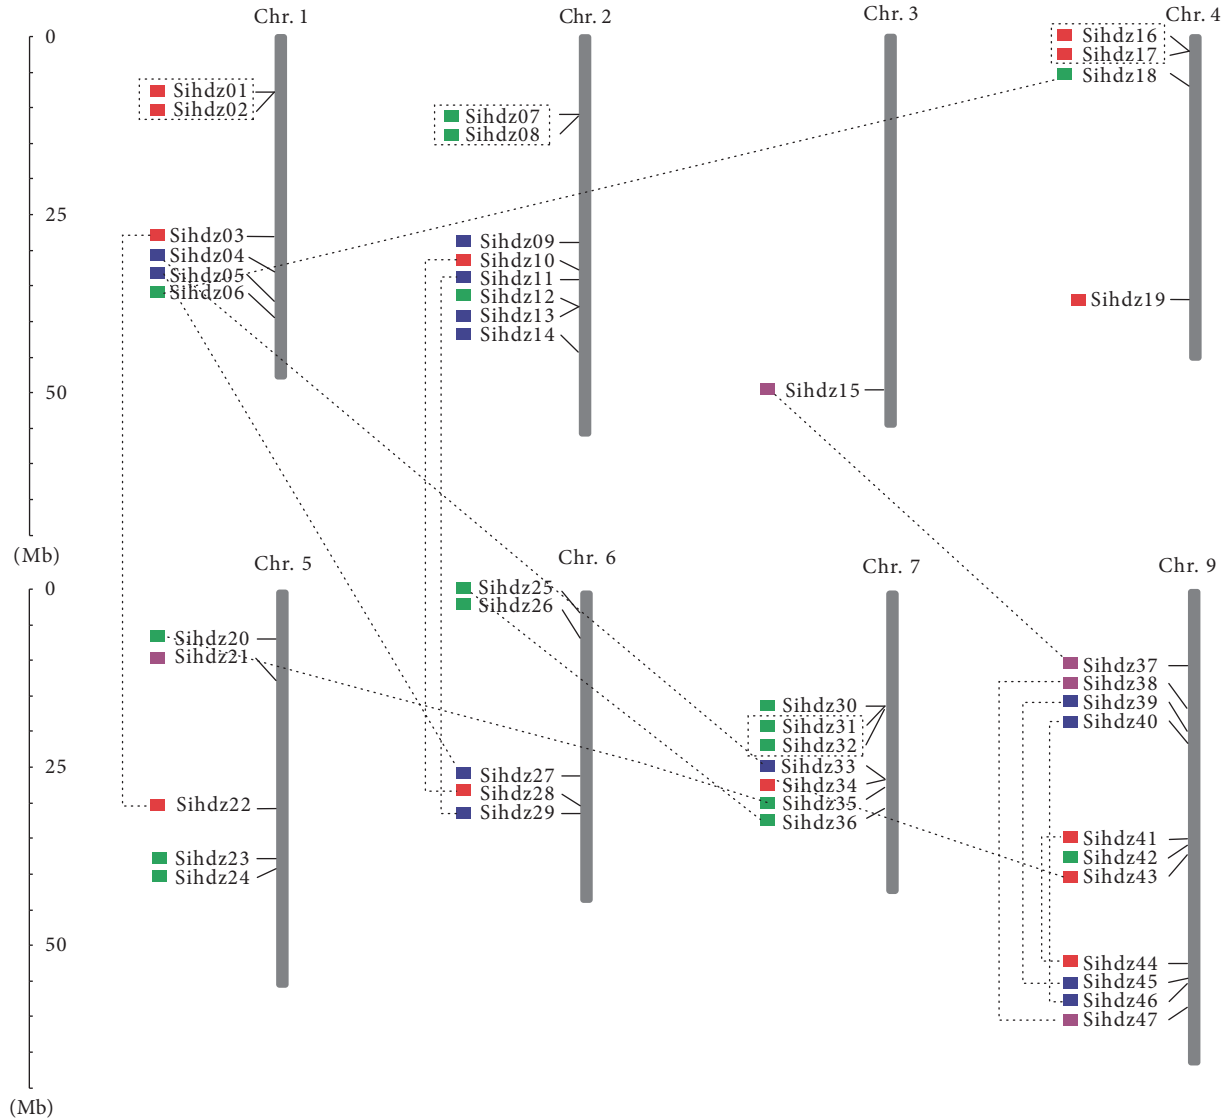 Chr. 1
Chr. 2
Chr. 3
Chr. 4
0
25
50
(Mb)
Sihdz01
Sihdz02
Sihdz03
Sihdz04
Sihdz05
Sihdz06
Sihdz07
Sihdz08
Sihdz09
Sihdz10
Sihdz11
Sihdz12
Sihdz13
Sihdz14
Sihdz15
Sihdz16
Sihdz17
Sihdz18
Sihdz19
Chr. 5
Chr. 6
Chr. 7
Chr. 9
0
25
50
(Mb)
Sihdz20
Sihdz21
Sihdz22
Sihdz23
Sihdz24
Sihdz25
Sihdz26
Sihdz27
Sihdz28
Sihdz29
Sihdz30
Sihdz31
Sihdz32
Sihdz33
Sihdz34
Sihdz35
Sihdz36
Sihdz37
Sihdz38
Sihdz39
Sihdz40
Sihdz41
Sihdz42
Sihdz43
Sihdz44
Sihdz45
Sihdz46
Sihdz47